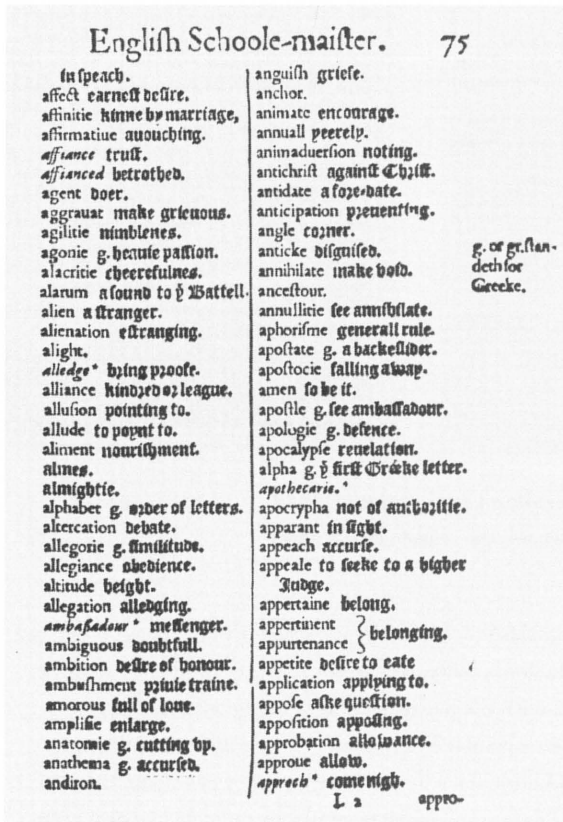 Engliſh Schoole-maiſter. 75
in ſpeach.
affect earneſt deſire.
affinitie kinne by marriage,
affirmatiue auouching.
affiance truſt.
affianced betrothed.
agent doer.
aggrauat make grieuous.
agilitie nimblenes.
agonie g. heauie paſſion.
alacritie cheerefulnes.
alarum a ſound to ẏ Battell.
alien a ſtranger.
alienation eſtranging.
alight.
alledge* bring proofe.
alliance kindred or league.
alluſion pointing to.
allude to poynt to.
aliment nouriſhment.
almes.
almightie.
alphabet g. order of letters.
altercation debate.
allegorie g. ſimilitude.
allegiance obedience.
altitude height.
allegation alledging.
ambaßadour* meſſenger.
ambiguous doubtfull.
ambition deſire of honour.
ambuſhment priuie traine.
amorous full of loue.
amplifie enlarge.
anatomie g. cutting vp.
anathema g. accurſed.
andiron.
anguiſh griefe.
anchor.
animate encourage.
annuall yeerely.
animaduerſion noting.
antichriſt againſt Chriſt.
antidate a fore-date.
anticipation preuenting.
angle corner.
anticke diſguiſed.
annihilate make void.
anceſtour.
annullitie ſee annihilate.
aphoriſme generall rule.
apoſtate g. a backeſlider.
apoſtocie falling away.
amen ſo be it.
apoſtle g. ſee ambaſſadour.
apologie g. defence.
apocalypſe reuelation.
alpha g. ẏ firſt Gréeke letter.
apothecarie.*
apocrypha not of authoritie.
apparant in ſight.
appeach accuſe.
appeale to ſeeke to a higher
Iudge.
appertaine belong.
appertinent
appurtenance } belonging.
appetite deſire to eate
application applying to.
appoſe aſke queſtion.
appoſition appoſing.
approbation allowance.
approue allow.
approch* come nigh.
L 2 appro-
g. or gr. ſtan-
deth for
Greeke.